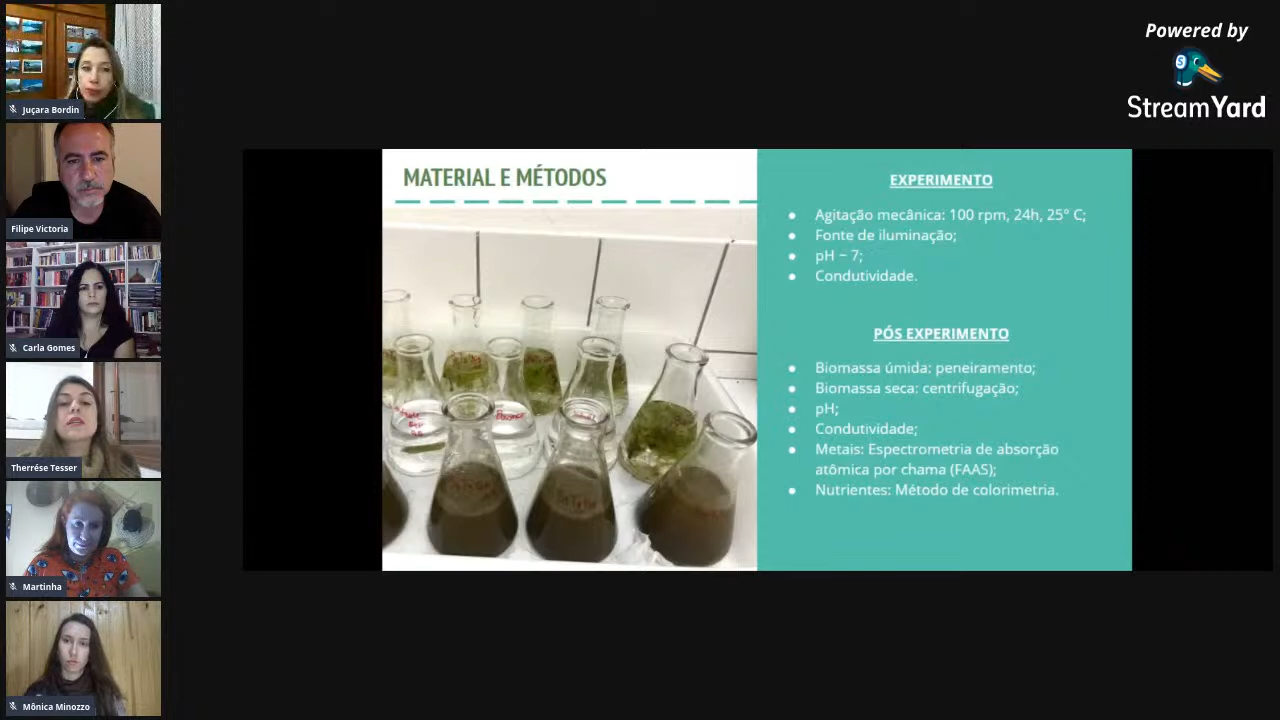 Juçara Bordin
Filipe Victoria
Carla Gomes
Therrése Tesser
Martinha
Mônica Minozzo
Powered by
StreamYard
MATERIAL E MÉTODOS
EXPERIMENTO
● Agitação mecânica: 100 rpm, 24h, 25° C;
● Fonte de iluminação;
● pH ~ 7;
● Condutividade.
PÓS EXPERIMENTO
● Biomassa úmida: peneiramento;
● Biomassa seca: centrifugação;
● pH;
● Condutividade;
● Metais: Espectrometria de absorção
atômica por chama (FAAS);
● Nutrientes: Método de colorimetria.